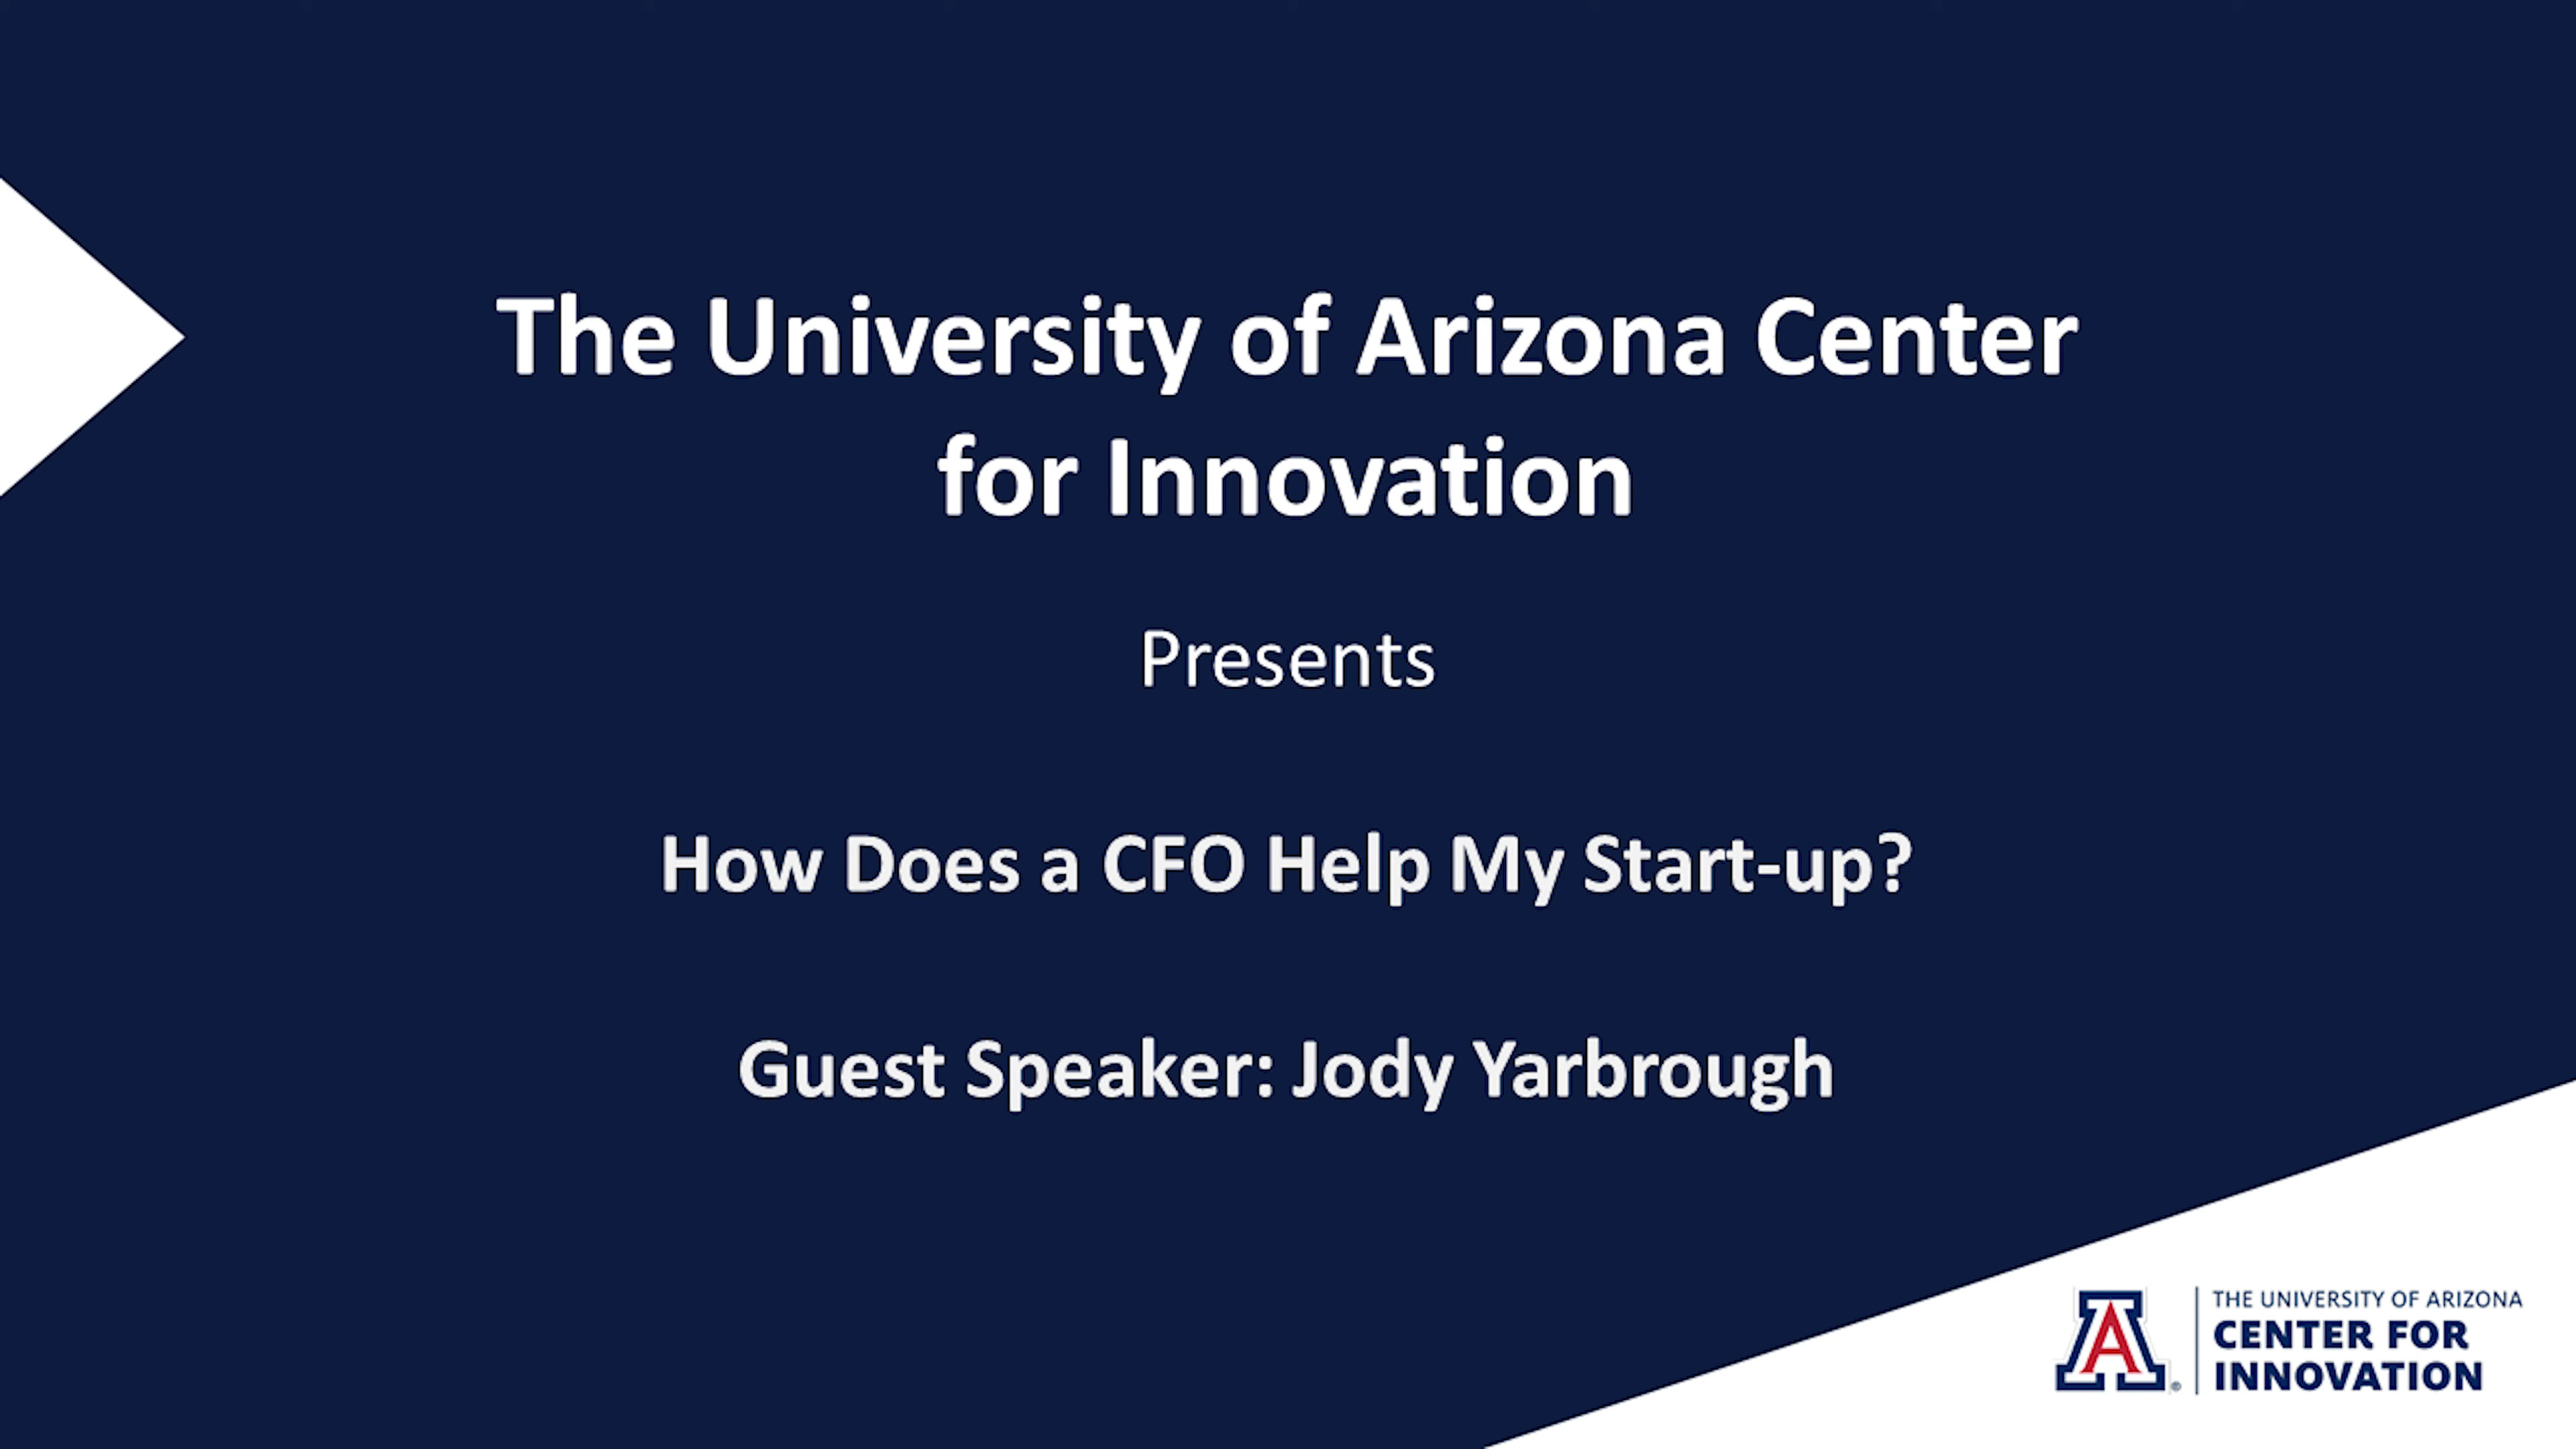 The University of Arizona Center
for Innovation
Presents
How Does a CFO Help My Start-up?
Guest Speaker: Jody Yarbrough
A®
THE UNIVERSITY OF ARIZONA
CENTER FOR
INNOVATION